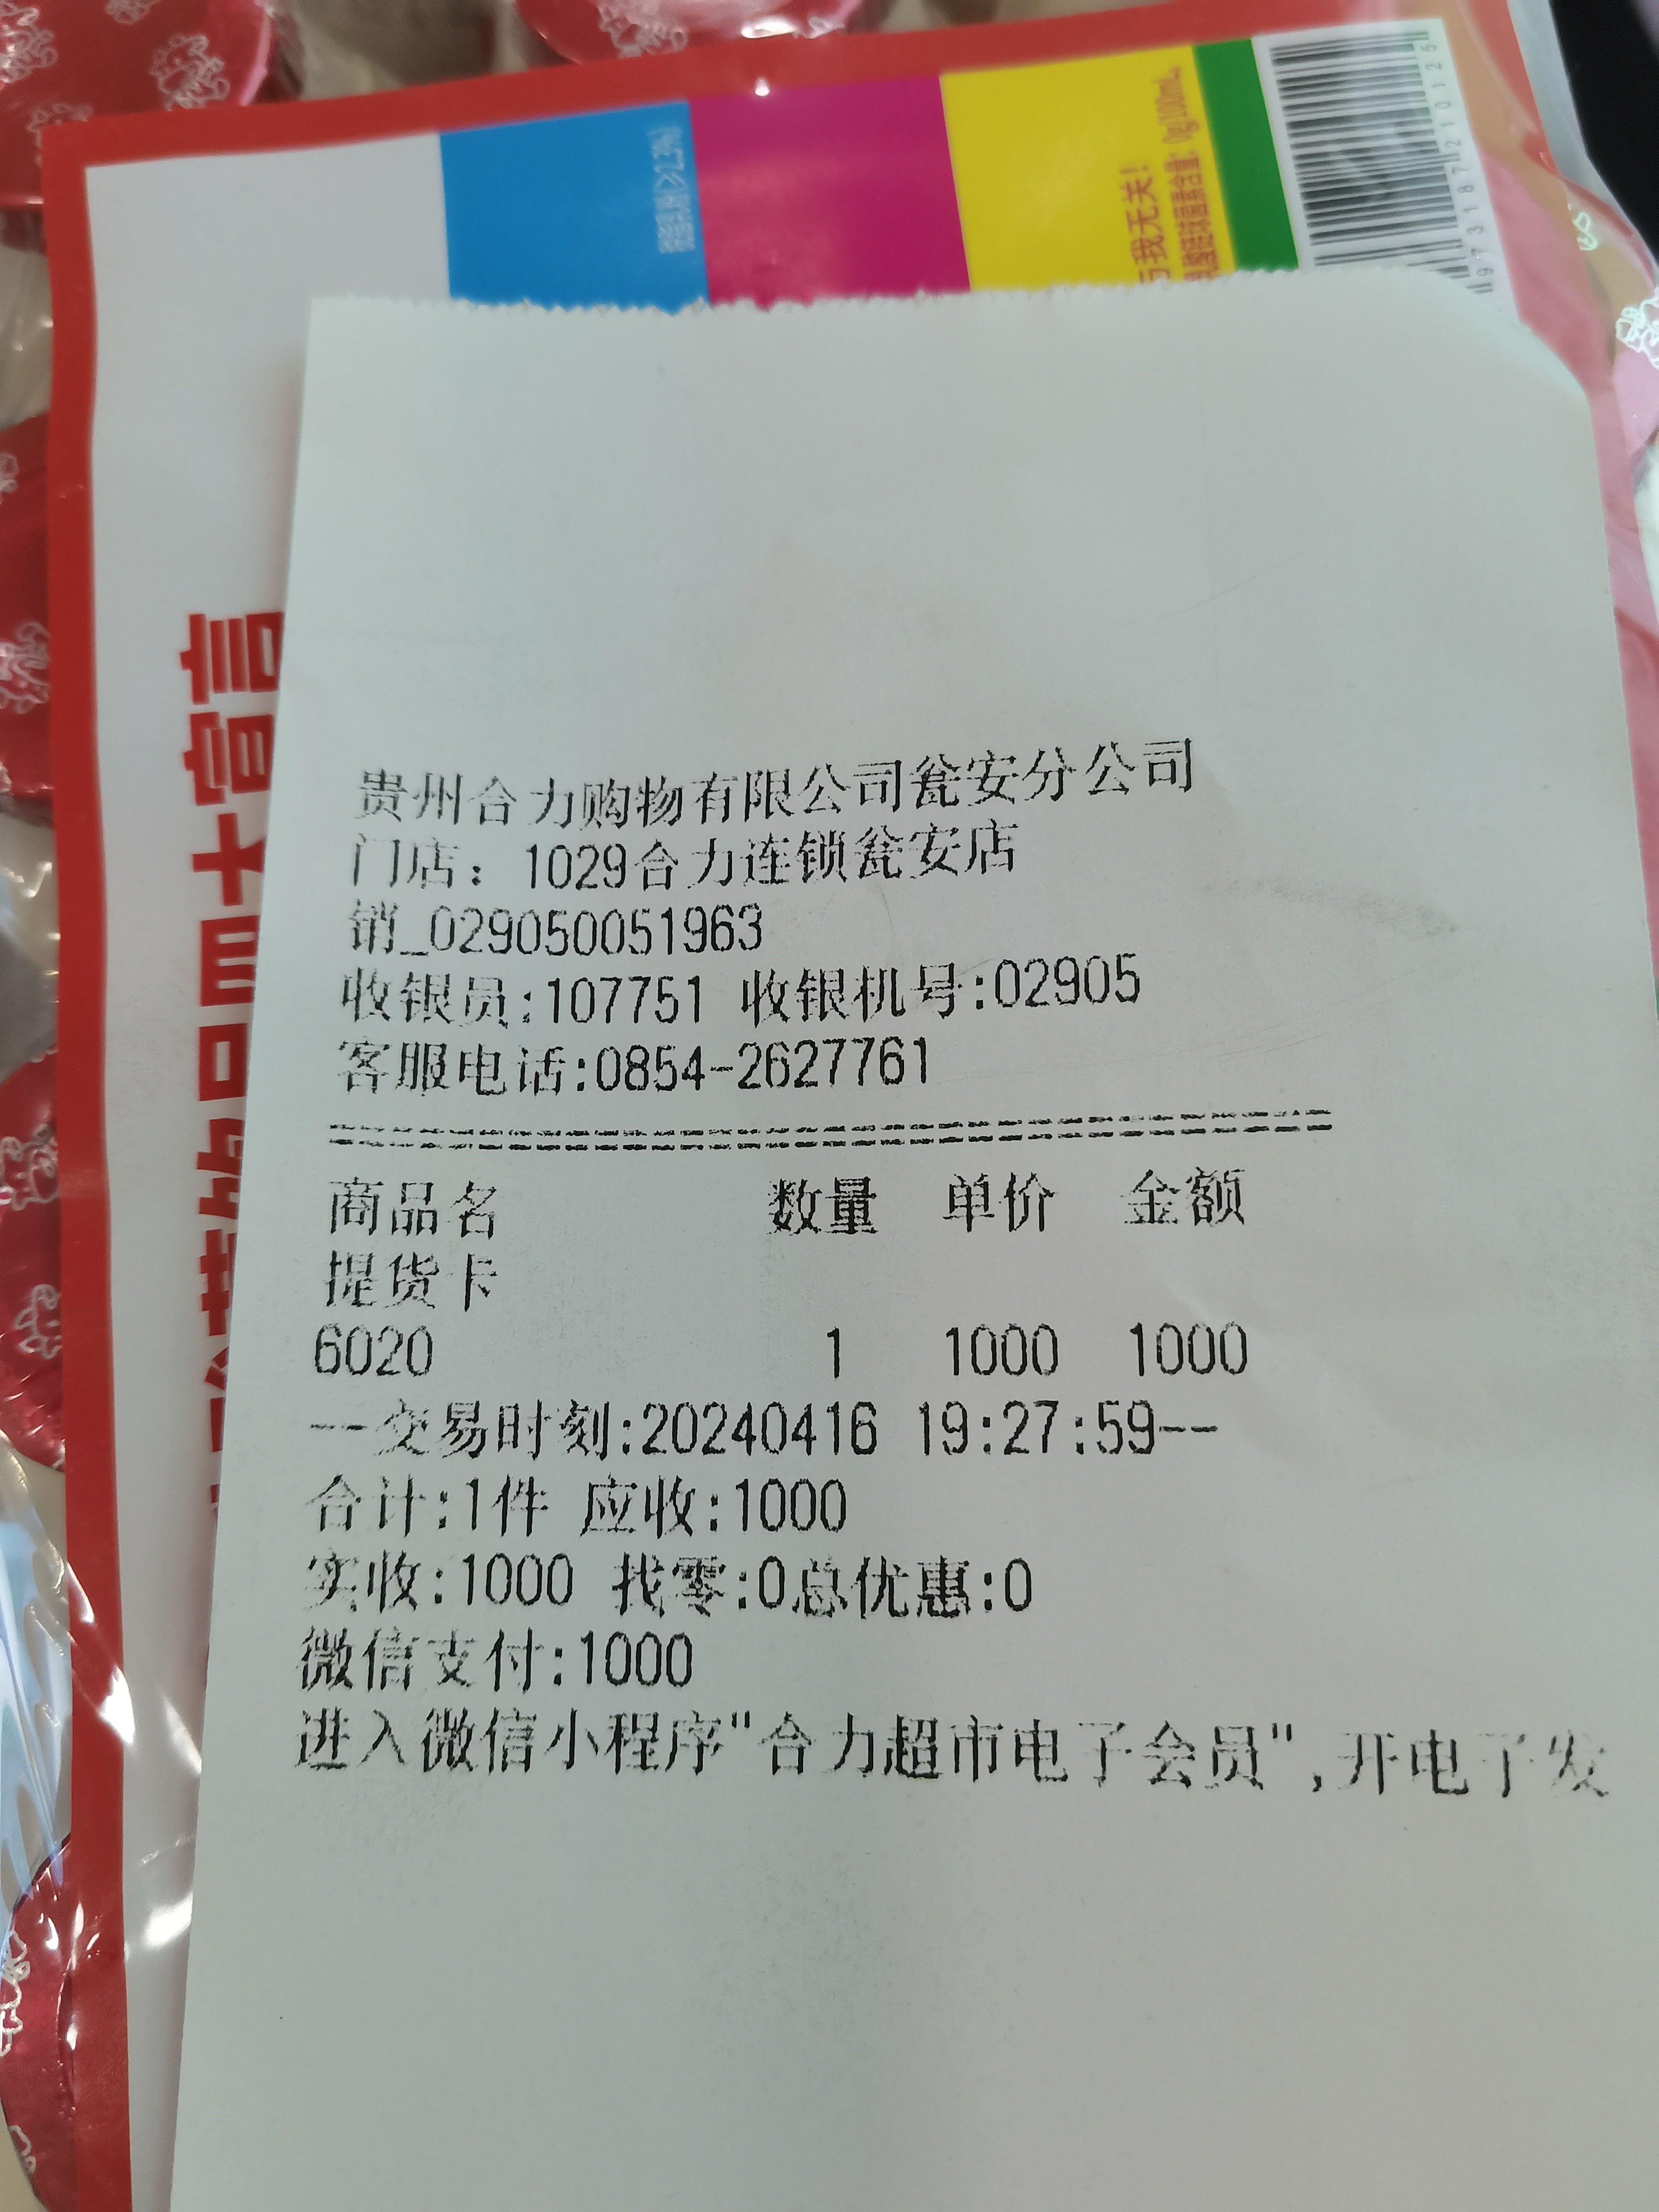 贵州合力购物有限公司瓮安分公司
门店：1029合力连锁瓮安店
销_029050051963
收银员:107751 收银机号:02905
客服电话:0854-2627761
商品名 数量 单价 金额
提货卡
6020 1 1000 1000
--交易时刻:20240416 19:27:59--
合计:1件 应收:1000
实收:1000 找零:0总优惠:0
微信支付:1000
进入微信小程序"合力超市电子会员",开电子发
与我无关!
0g/100mL